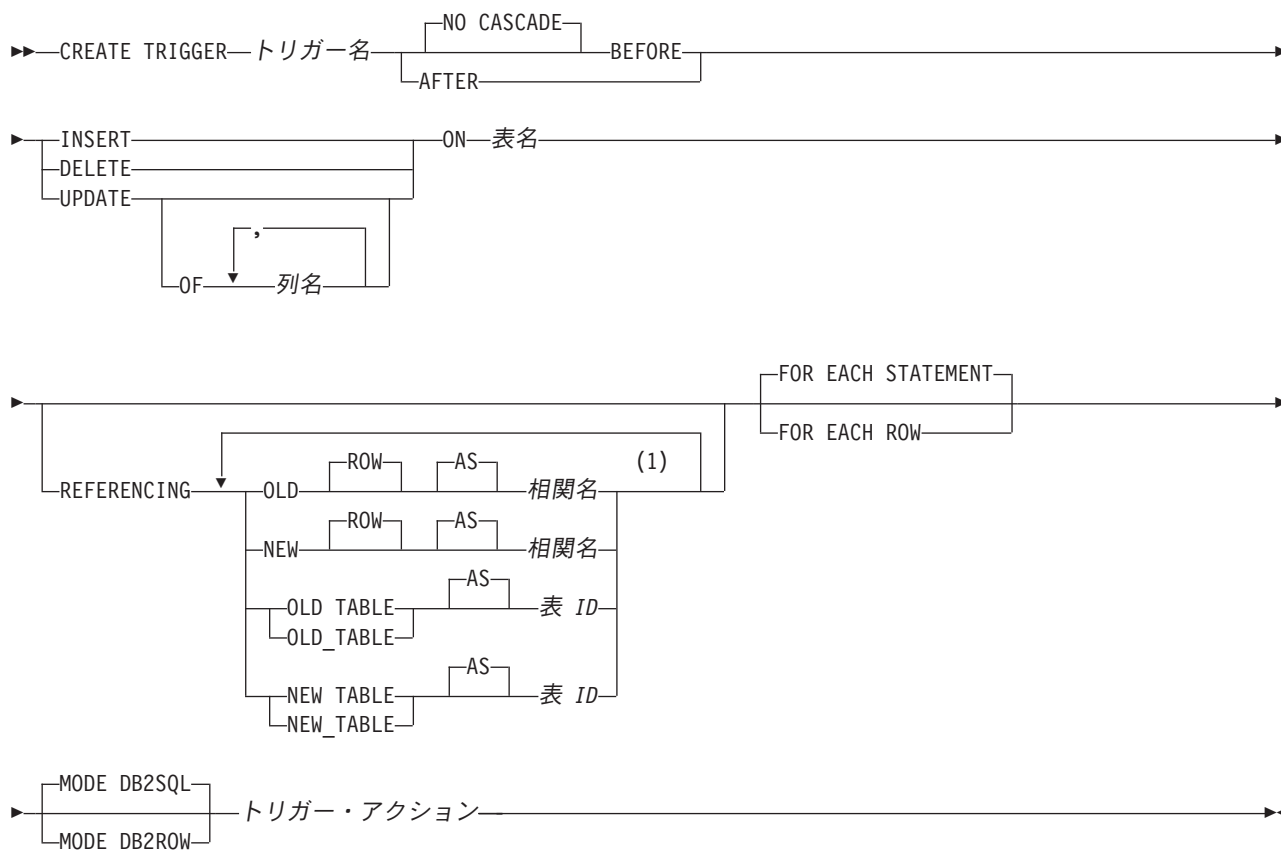 NO CASCADE
CREATE TRIGGER トリガー名 BEFORE
AFTER
INSERT ON 表名
DELETE
UPDATE
,
OF 列名
FOR EACH STATEMENT
FOR EACH ROW
ROW AS (1)
REFERENCING OLD 相関名
ROW AS
NEW 相関名
AS
OLD TABLE 表 ID
OLD_TABLE
AS
NEW TABLE 表 ID
NEW_TABLE
MODE DB2SQL
トリガー・アクション
MODE DB2ROW